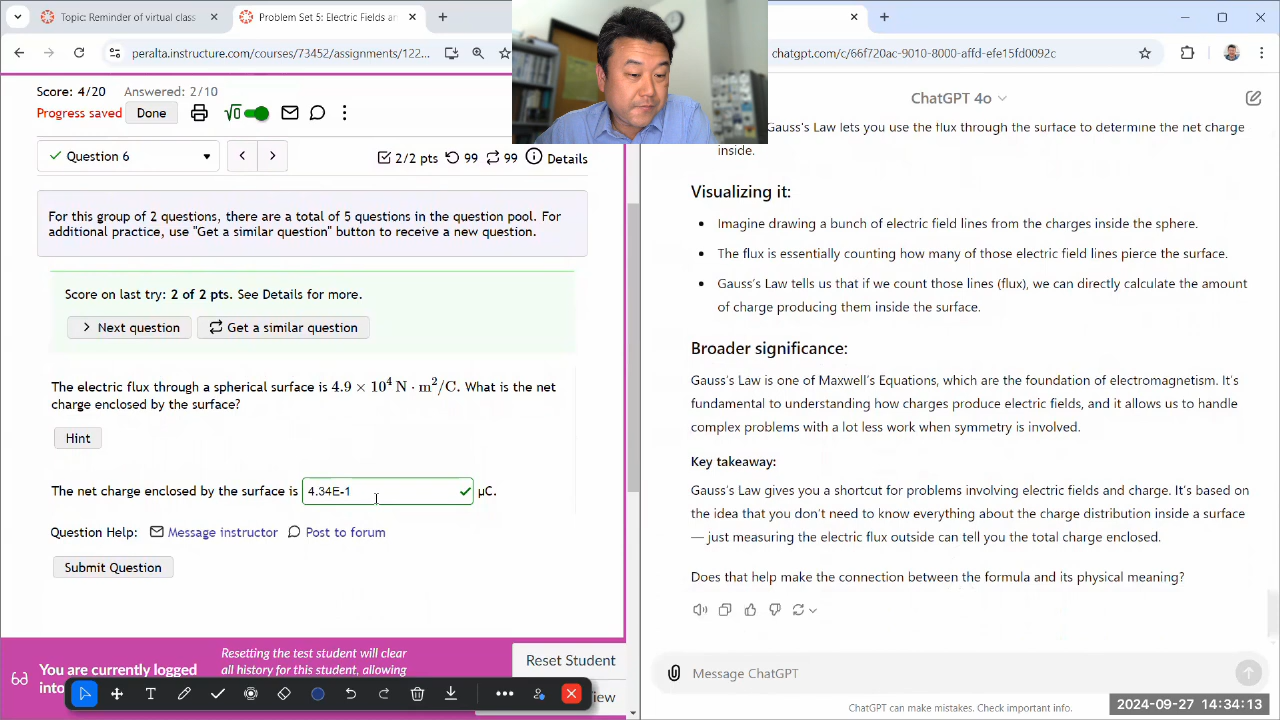 Topic: Reminder of virtual class
Problem Set 5: Electric Fields ar
peralta.instructure.com/courses/73452/assignments/122...
chatgpt.com/c/66f720ac-9010-8000-affd-efe15fd0092c
Score: 4/20 Answered: 2/10
Progress saved Done
Question 6
2/2 pts 99 99 Details
For this group of 2 questions, there are a total of 5 questions in the question pool. For
additional practice, use "Get a similar question" button to receive a new question.
Score on last try: 2 of 2 pts. See Details for more.
Next question Get a similar question
The electric flux through a spherical surface is 4.9 × 10⁴ N · m²/C. What is the net
charge enclosed by the surface?
Hint
The net charge enclosed by the surface is 4.34E-1 μC.
Question Help: Message instructor Post to forum
Submit Question
You are currently logged
into
Resetting the test student will clear
all history for this student, allowing
Reset Student
iew
ChatGPT 4o
Gauss's Law lets you use the flux through the surface to determine the net charge
inside.
Visualizing it:
• Imagine drawing a bunch of electric field lines from the charges inside the sphere.
• The flux is essentially counting how many of those electric field lines pierce the surface.
• Gauss's Law tells us that if we count those lines (flux), we can directly calculate the amount
of charge producing them inside the surface.
Broader significance:
Gauss's Law is one of Maxwell's Equations, which are the foundation of electromagnetism. It's
fundamental to understanding how charges produce electric fields, and it allows us to handle
complex problems with a lot less work when symmetry is involved.
Key takeaway:
Gauss's Law gives you a shortcut for problems involving electric fields and charge. It's based on
the idea that you don't need to know everything about the charge distribution inside a surface
— just measuring the electric flux outside can tell you the total charge enclosed.
Does that help make the connection between the formula and its physical meaning?
Message ChatGPT
ChatGPT can make mistakes. Check important info.
2024-09-27 14:34:13